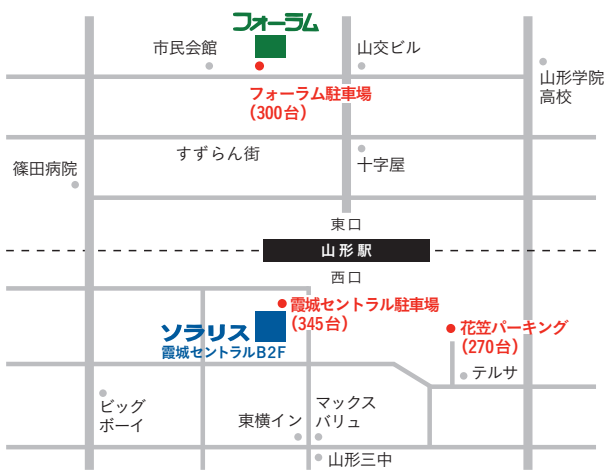 フォーラム
市民会館
山交ビル
山形学院
高校
フォーラム駐車場
(300台)
すずらん街
十字屋
篠田病院
東口
山形駅
西口
霞城セントラル駐車場
(345台)
ソラリス
霞城セントラルB2F
花笠パーキング
(270台)
テルサ
ビッグ
ボーイ
東横イン
マックス
バリュ
山形三中